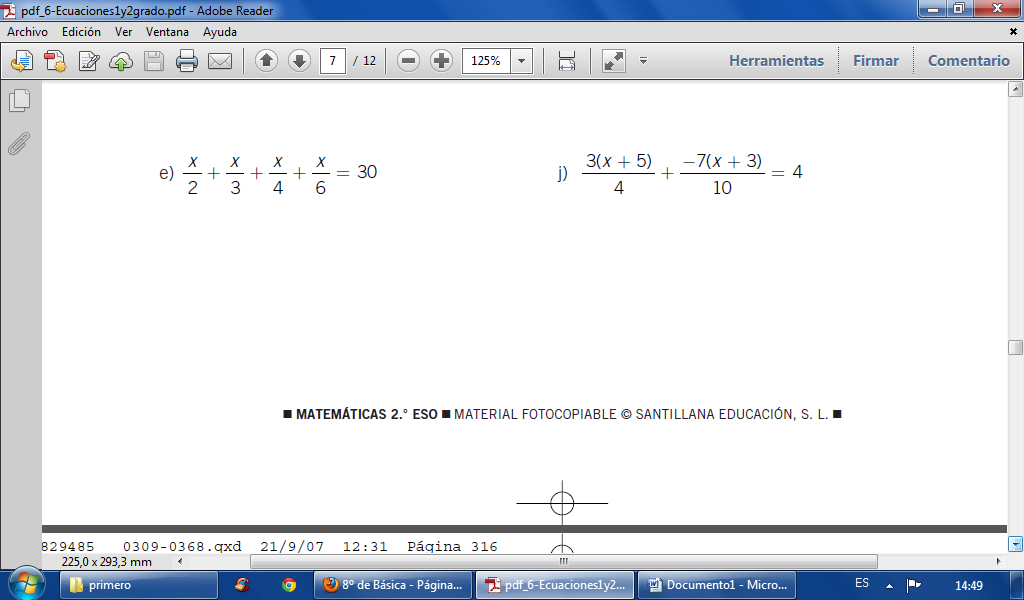 pdf_6-Ecuaciones1y2grado.pdf - Adobe Reader
Archivo Edición Ver Ventana Ayuda
7 / 12 125% Herramientas Firmar Comentario
e) x/2 + x/3 + x/4 + x/6 = 30
j) 3(x + 5)/4 + −7(x + 3)/10 = 4
■ MATEMÁTICAS 2.° ESO ■ MATERIAL FOTOCOPIABLE © SANTILLANA EDUCACIÓN, S. L. ■
829485 0309-0368.qxd 21/9/07 12:31 Página 316
225,0 x 293,3 mm
primero 8º de Básica - Página... pdf_6-Ecuaciones1y2... Documento1 - Micro... ES 14:49